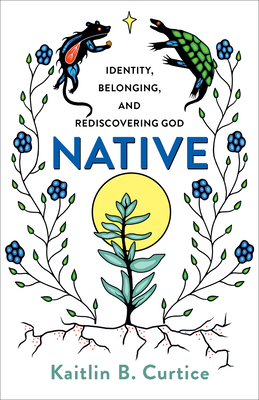 IDENTITY,
BELONGING,
AND
REDISCOVERING GOD
NATIVE
Kaitlin B. Curtice